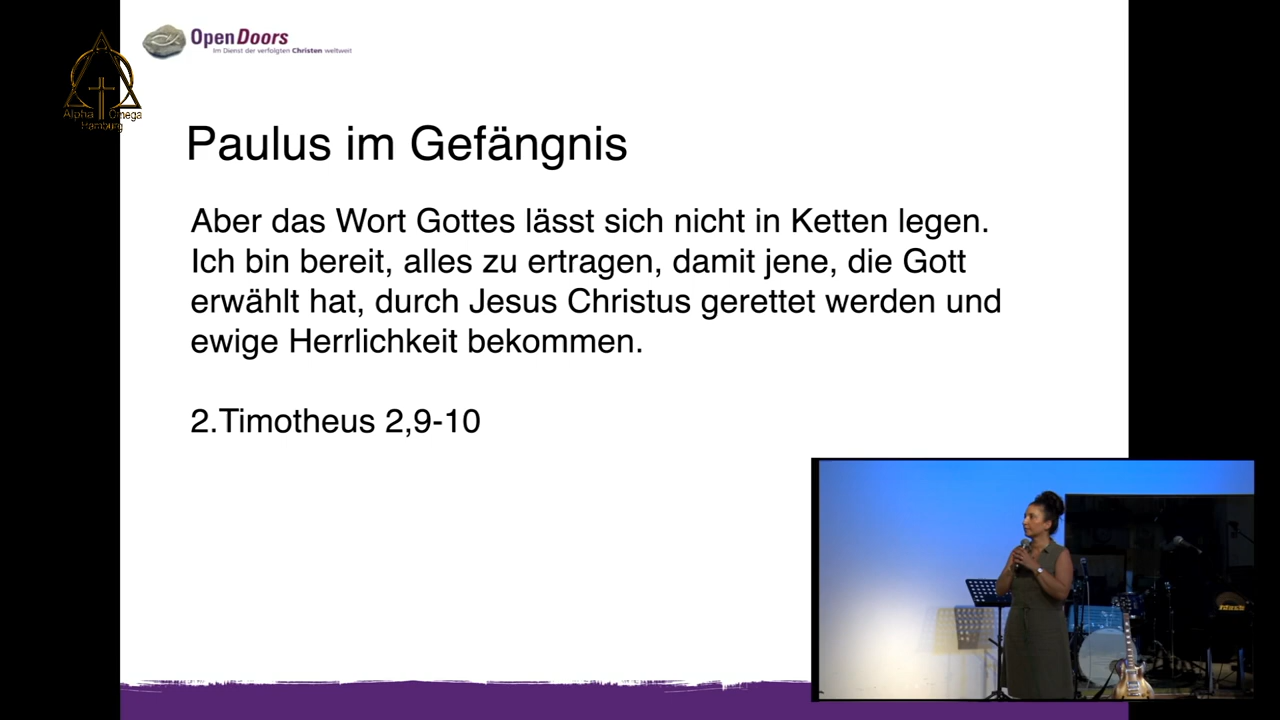 OpenDoors
Im Dienst der verfolgten Christen weltweit
Alpha Omega
Hamburg
Paulus im Gefängnis
Aber das Wort Gottes lässt sich nicht in Ketten legen.
Ich bin bereit, alles zu ertragen, damit jene, die Gott
erwählt hat, durch Jesus Christus gerettet werden und
ewige Herrlichkeit bekommen.
2.Timotheus 2,9-10